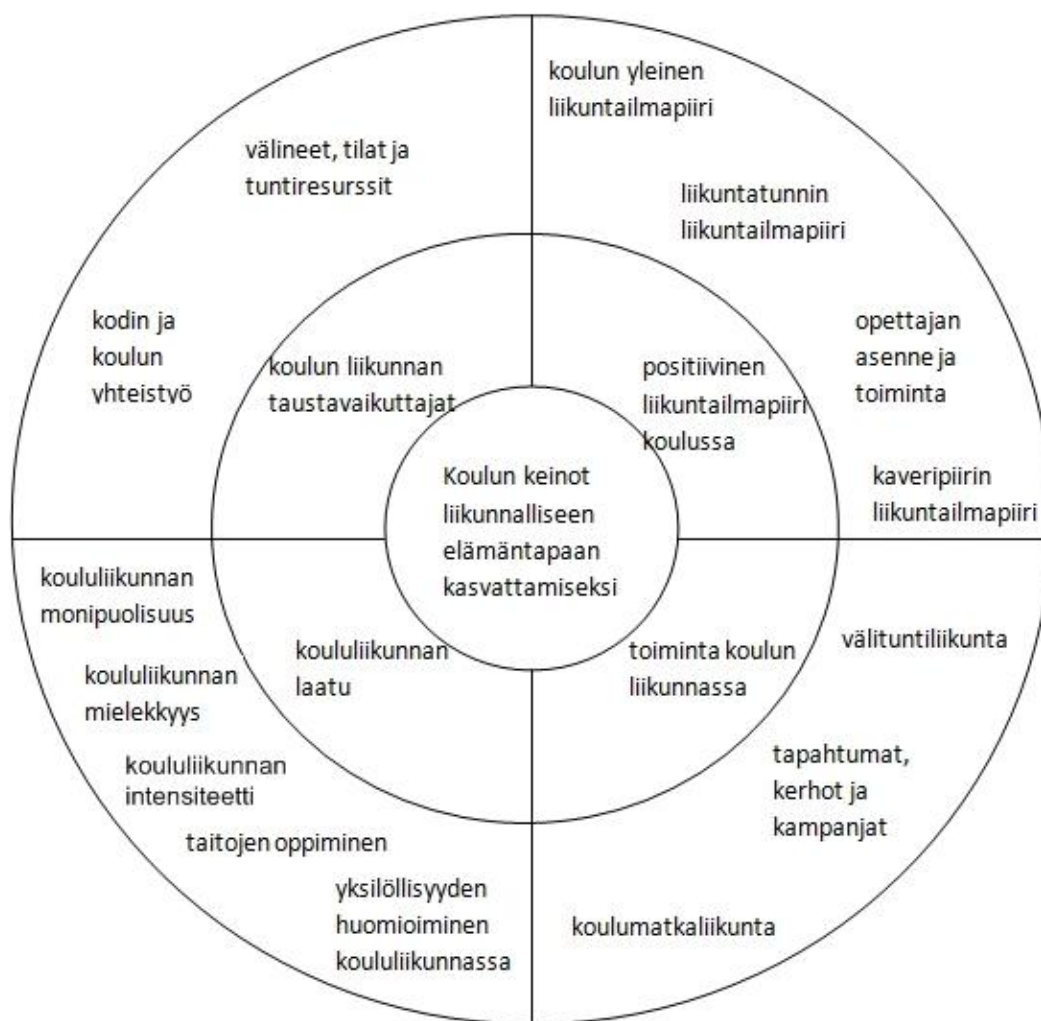 koulun yleinen
liikuntailmapiiri
välineet, tilat ja
tuntiresurssit
liikuntatunnin
liikuntailmapiiri
kodin ja
koulun
yhteistyö
opettajan
asenne ja
toiminta
koulun liikunnan
taustavaikuttajat
positiivinen
liikuntailmapiiri
koulussa
kaveripiirin
liikuntailmapiiri
Koulun keinot
liikunnalliseen
elämäntapaan
kasvattamiseksi
koululiikunnan
monipuolisuus
koululiikunnan
mielekkyys
koululiikunnan
intensiteetti
taitojen oppiminen
yksilöllisyyden
huomioiminen
koululiikunnassa
koululiikunnan
laatu
toiminta koulun
liikunnassa
välituntiliikunta
tapahtumat,
kerhot ja
kampanjat
koulumatkaliikunta